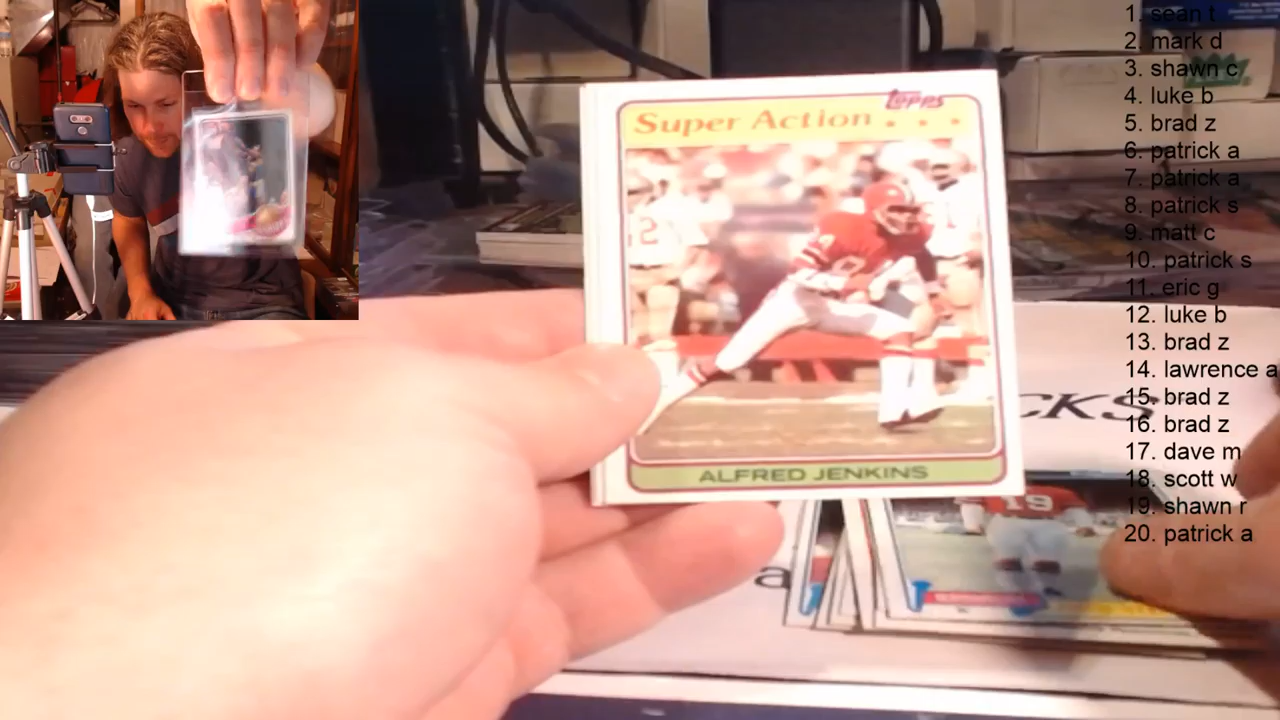 topps
Super Action . . .
ALFRED JENKINS
1. sean t
2. mark d
3. shawn c
4. luke b
5. brad z
6. patrick a
7. patrick a
8. patrick s
9. matt c
10. patrick s
11. eric g
12. luke b
13. brad z
14. lawrence a
15. brad z
16. brad z
17. dave m
18. scott w
19. shawn r
20. patrick a
CKS
a
19